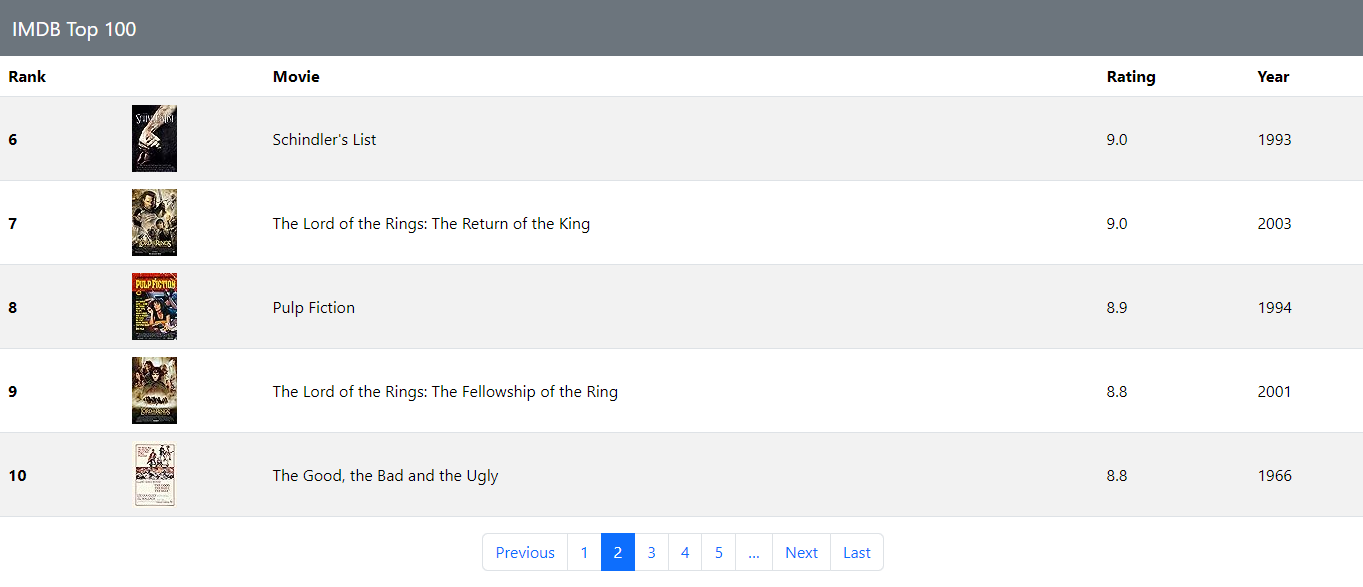 IMDB Top 100
Rank Movie Rating Year
6 Schindler's List 9.0 1993
7 The Lord of the Rings: The Return of the King 9.0 2003
PULP FICTION
8 Pulp Fiction 8.9 1994
9 The Lord of the Rings: The Fellowship of the Ring 8.8 2001
10 The Good, the Bad and the Ugly 8.8 1966
Previous 1 2 3 4 5 ... Next Last